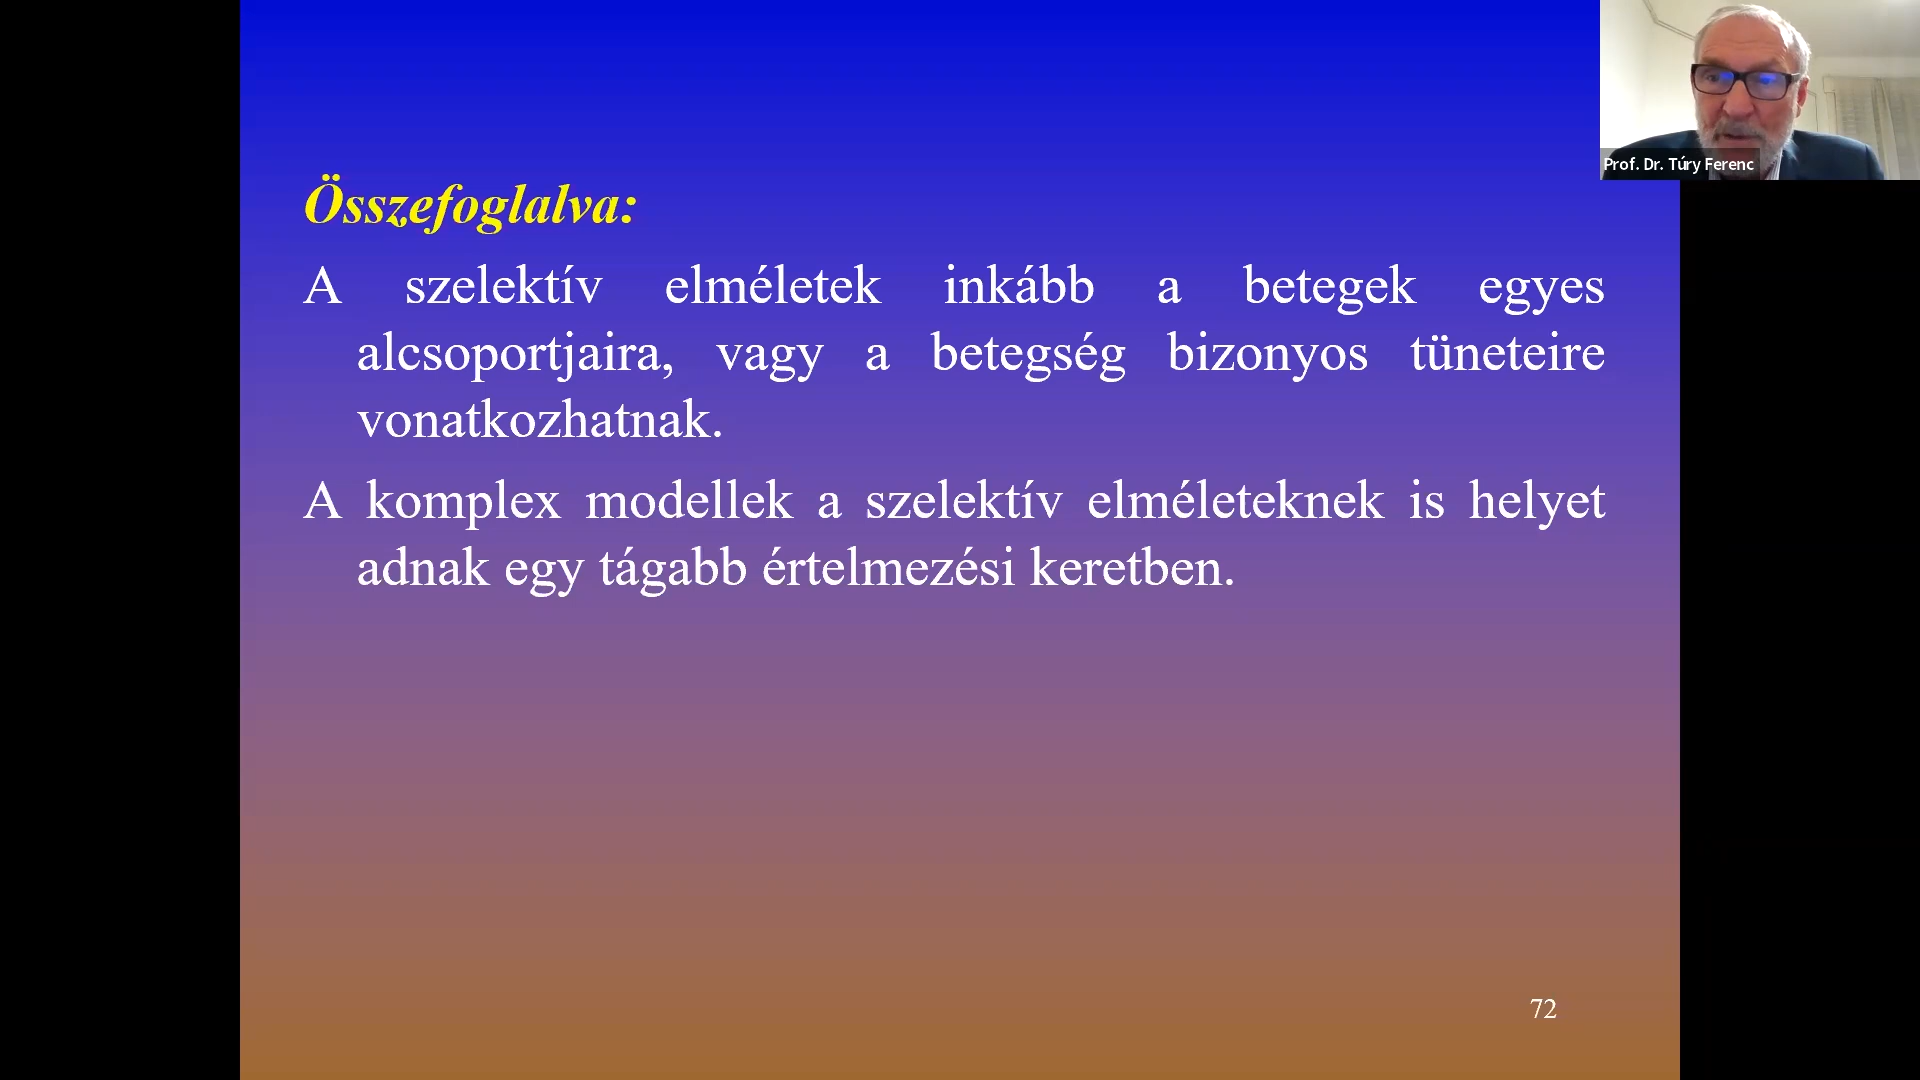 Prof. Dr. Túry Ferenc
Összefoglalva:
A szelektív elméletek inkább a betegek egyes
alcsoportjaira, vagy a betegség bizonyos tüneteire
vonatkozhatnak.
A komplex modellek a szelektív elméleteknek is helyet
adnak egy tágabb értelmezési keretben.
72